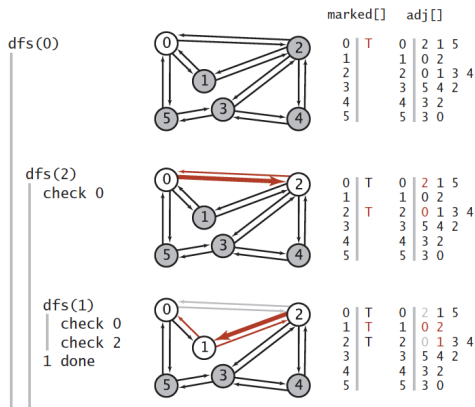 marked[] adj[]
dfs(0)
0 T 0 2 1 5
1 1 0 2
2 2 0 1 3 4
3 3 5 4 2
4 4 3 2
5 5 3 0
0
2
1
3
5
4
dfs(2)
check 0
0 T 0 2 1 5
1 1 0 2
2 T 2 0 1 3 4
3 3 5 4 2
4 4 3 2
5 5 3 0
0
2
1
3
5
4
dfs(1)
check 0
check 2
1 done
0 T 0 2 1 5
1 T 1 0 2
2 T 2 0 1 3 4
3 3 5 4 2
4 4 3 2
5 5 3 0
0
2
1
3
5
4